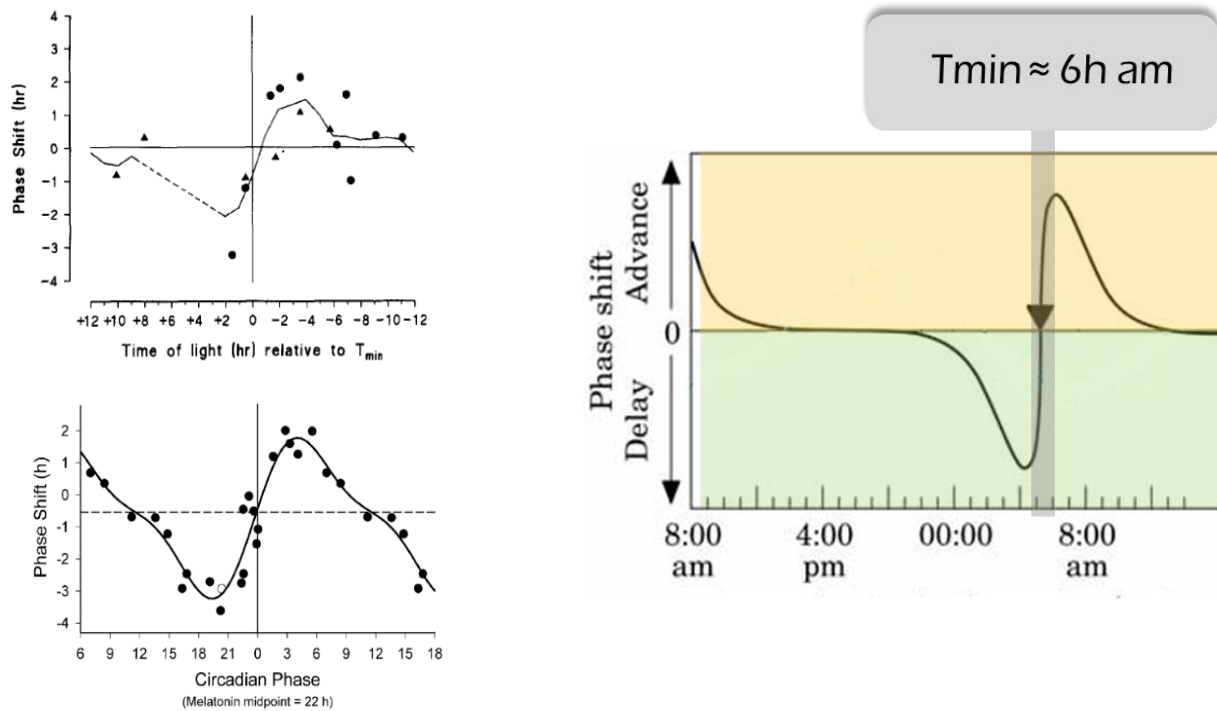 4
3
2
1
0
−1
−2
−3
−4
Phase Shift (hr)
+12 +10 +8 +6 +4 +2 0 −2 −4 −6 −8 −10 −12
Time of light (hr) relative to Tmin
2
1
0
-1
-2
-3
-4
Phase Shift (h)
6 9 12 15 18 21 0 3 6 9 12 15 18
Circadian Phase
(Melatonin midpoint = 22 h)
Tmin ≈ 6h am
Phase shift
Advance
0
Delay
8:00 4:00 00:00 8:00
am pm am